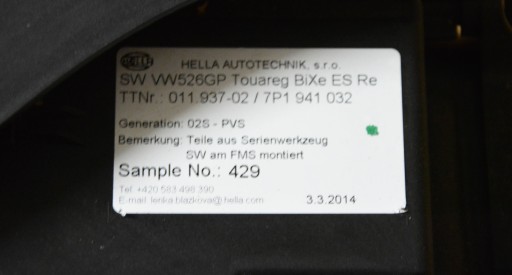 HELLA
HELLA AUTOTECHNIK, s.r.o.
SW VW526GP Touareg BiXe ES Re
TTNr.: 011.937-02 / 7P1 941 032
Generation: 02S - PVS
Bemerkung: Teile aus Serienwerkzeug
SW am FMS montiert
Sample No.: 429
Tel: +420 583 498 390
E-mail: lenka.blazkova@hella.com
3.3.2014